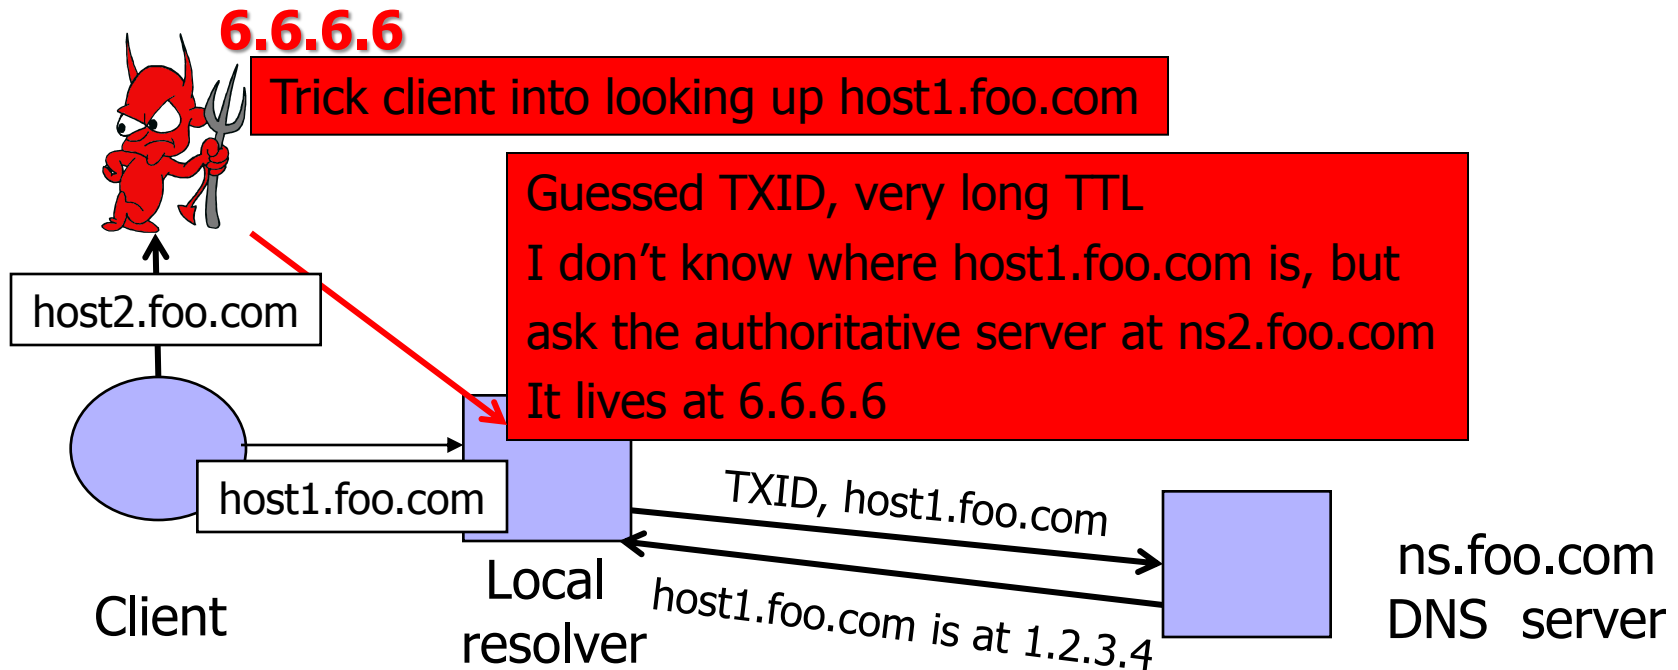 6.6.6.6
Trick client into looking up host1.foo.com
Guessed TXID, very long TTL
I don’t know where host1.foo.com is, but
ask the authoritative server at ns2.foo.com
It lives at 6.6.6.6
host2.foo.com
host1.foo.com
TXID, host1.foo.com
host1.foo.com is at 1.2.3.4
Client
Local
resolver
ns.foo.com
DNS server